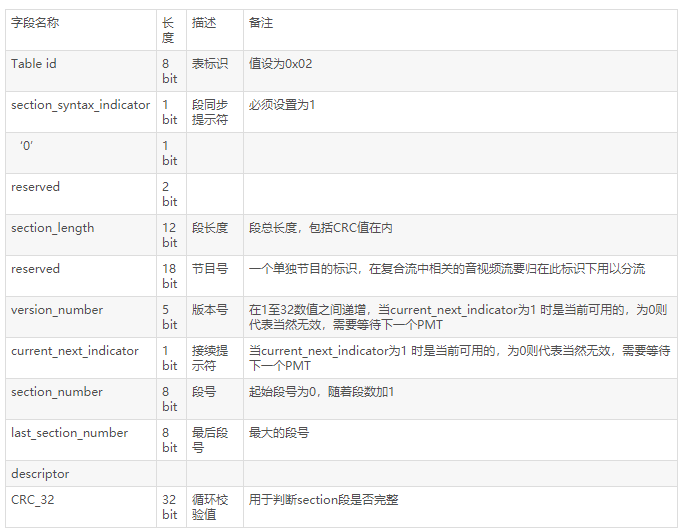 字段名称 长度 描述 备注
Table id 8 bit 表标识 值设为0x02
section_syntax_indicator 1 bit 段同步提示符 必须设置为1
‘0’ 1 bit
reserved 2 bit
section_length 12 bit 段长度 段总长度，包括CRC值在内
reserved 18 bit 节目号 一个单独节目的标识，在复合流中相关的音视频流要归在此标识下用以分流
version_number 5 bit 版本号 在1至32数值之间递增，当current_next_indicator为1 时是当前可用的，为0则
代表当然无效，需要等待下一个PMT
current_next_indicator 1 bit 接续提示符 当current_next_indicator为1 时是当前可用的，为0则代表当然无效，需要等待
下一个PMT
section_number 8 bit 段号 起始段号为0，随着段数加1
last_section_number 8 bit 最后段号 最大的段号
descriptor
CRC_32 32 bit 循环校验值 用于判断section段是否完整